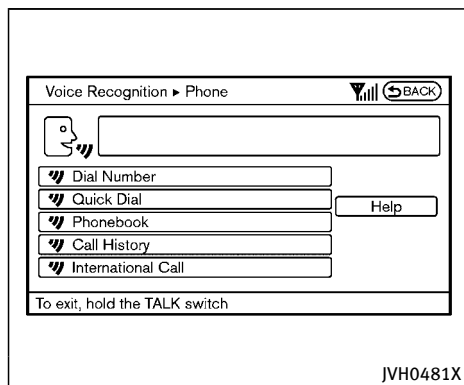 Voice Recognition ▸ Phone
BACK
Dial Number
Quick Dial
Help
Phonebook
Call History
International Call
To exit, hold the TALK switch
JVH0481X